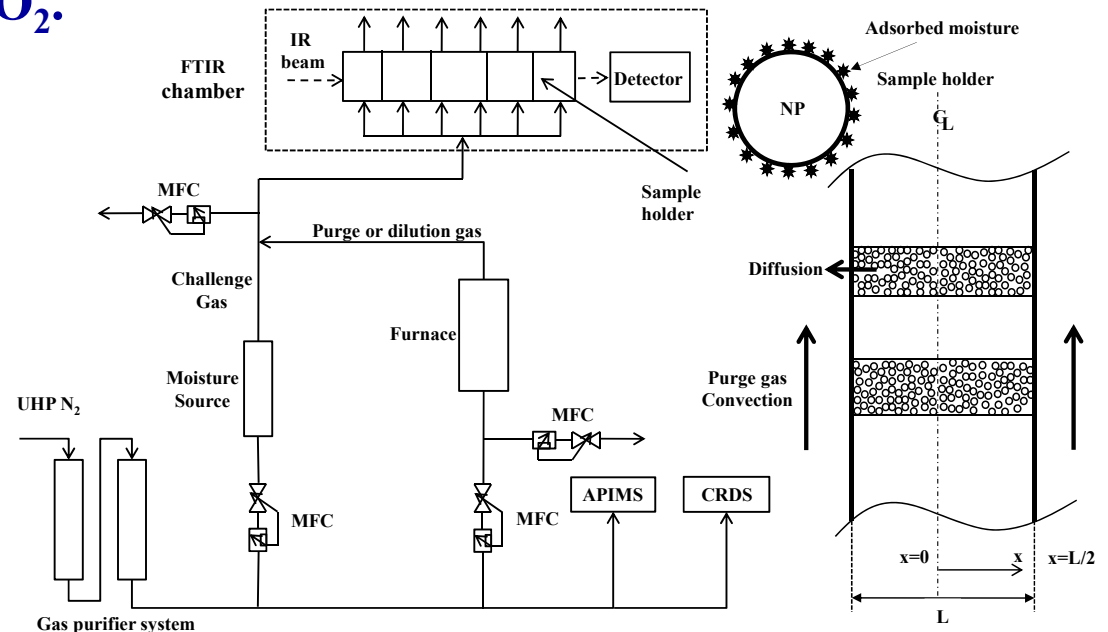 O₂.
FTIR
chamber
IR
beam
Detector
Sample
holder
MFC
Purge or dilution gas
Challenge
Gas
Furnace
Moisture
Source
UHP N₂
MFC
MFC
MFC
APIMS
CRDS
Gas purifier system
Adsorbed moisture
Sample holder
NP
CL
Diffusion
Purge gas
Convection
x=0
x
x=L/2
L